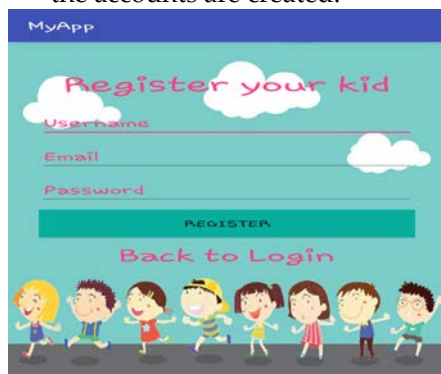 the accounts are created.
MyApp
Register your kid
Username
Email
Password
REGISTER
Back to Login